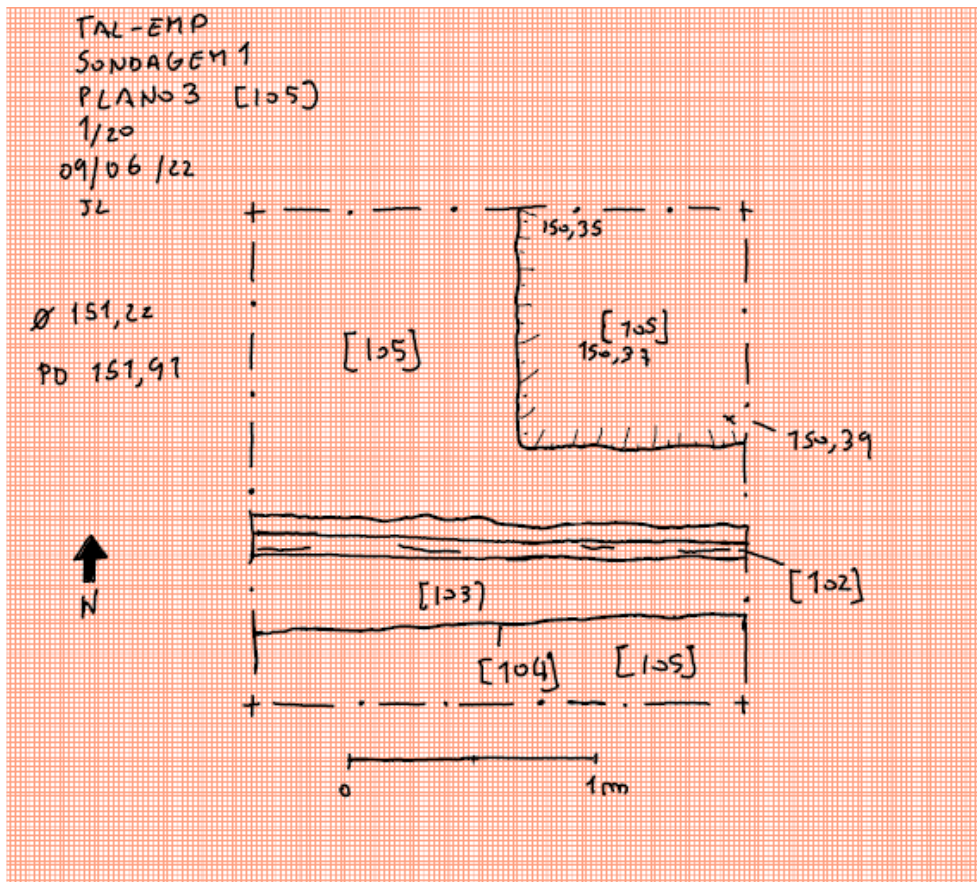 TAL-EMP
SONDAGEM 1
PLANO 3 [105]
1/20
09/06/22
JL
150,35
Ø 151,22
[105]
[105]
150,37
PD 151,91
150,39
N
[103]
[102]
[104]
[105]
0
1m